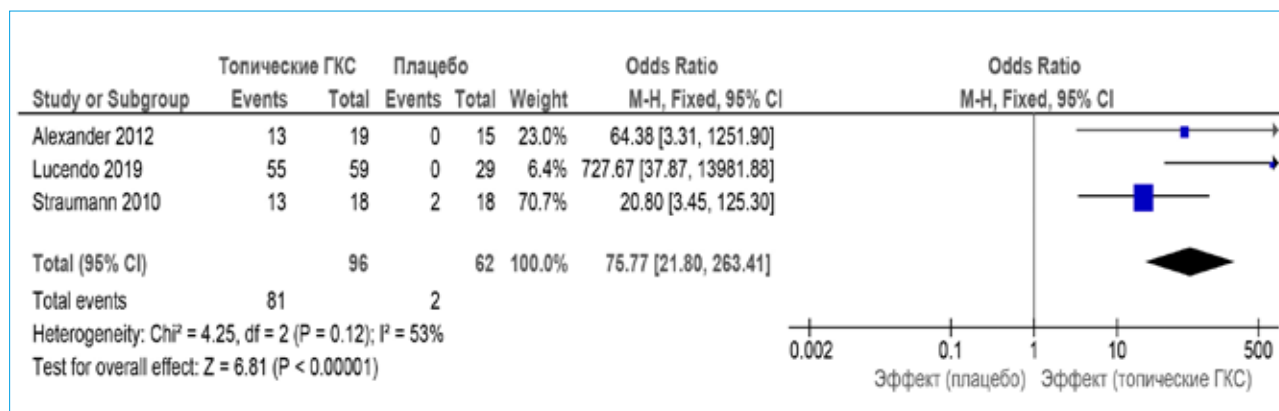 Топические ГКС Плацебо Odds Ratio Odds Ratio
Study or Subgroup Events Total Events Total Weight M-H, Fixed, 95% CI M-H, Fixed, 95% CI
Alexander 2012 13 19 0 15 23.0% 64.38 [3.31, 1251.90]
Lucendo 2019 55 59 0 29 6.4% 727.67 [37.87, 13981.88]
Straumann 2010 13 18 2 18 70.7% 20.80 [3.45, 125.30]
Total (95% CI) 96 62 100.0% 75.77 [21.80, 263.41]
Total events 81 2
Heterogeneity: Chi² = 4.25, df = 2 (P = 0.12); I² = 53%
Test for overall effect: Z = 6.81 (P < 0.00001)
0.002 0.1 1 10 500
Эффект (плацебо) Эффект (топические ГКС)